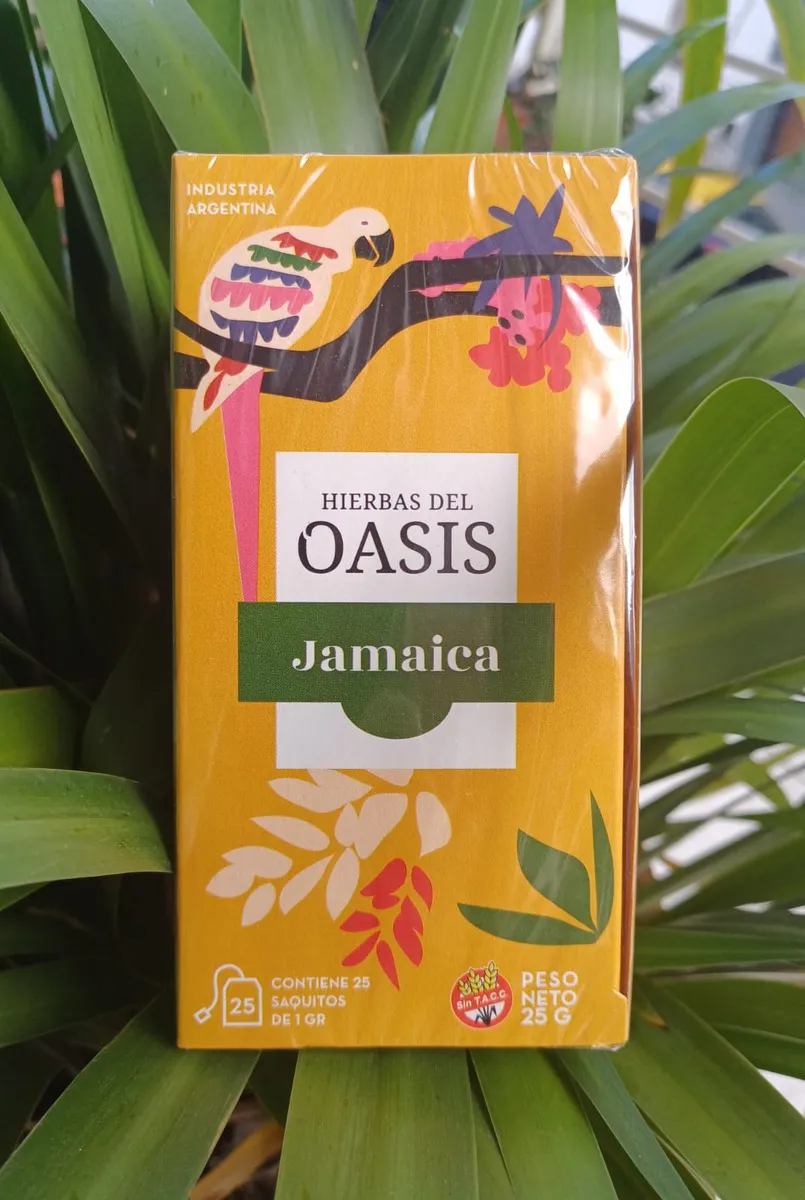 INDUSTRIA
ARGENTINA
HIERBAS DEL
OASIS
Jamaica
25
CONTIENE 25
SAQUITOS
DE 1 GR
Sin T.A.C.C.
PESO
NETO
25 G